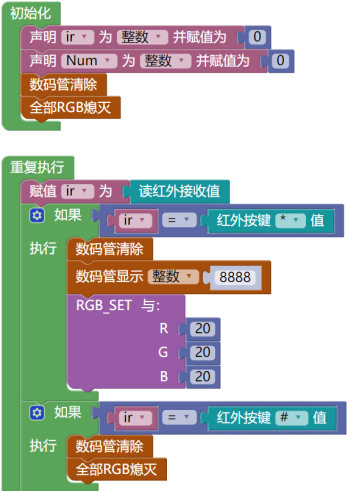 初始化
声明 ir 为 整数 并赋值为 0
声明 Num 为 整数 并赋值为 0
数码管清除
全部RGB熄灭
重复执行
赋值 ir 为 读红外接收值
如果 ir = 红外按键 * 值
执行 数码管清除
数码管显示 整数 8888
RGB_SET 与:
R 20
G 20
B 20
如果 ir = 红外按键 # 值
执行 数码管清除
全部RGB熄灭